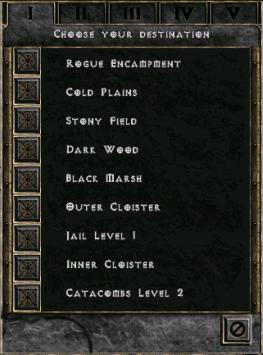 I II III IV V
Choose your destination
Rogue Encampment
Cold Plains
Stony Field
Dark Wood
Black Marsh
Outer Cloister
Jail Level 1
Inner Cloister
Catacombs Level 2